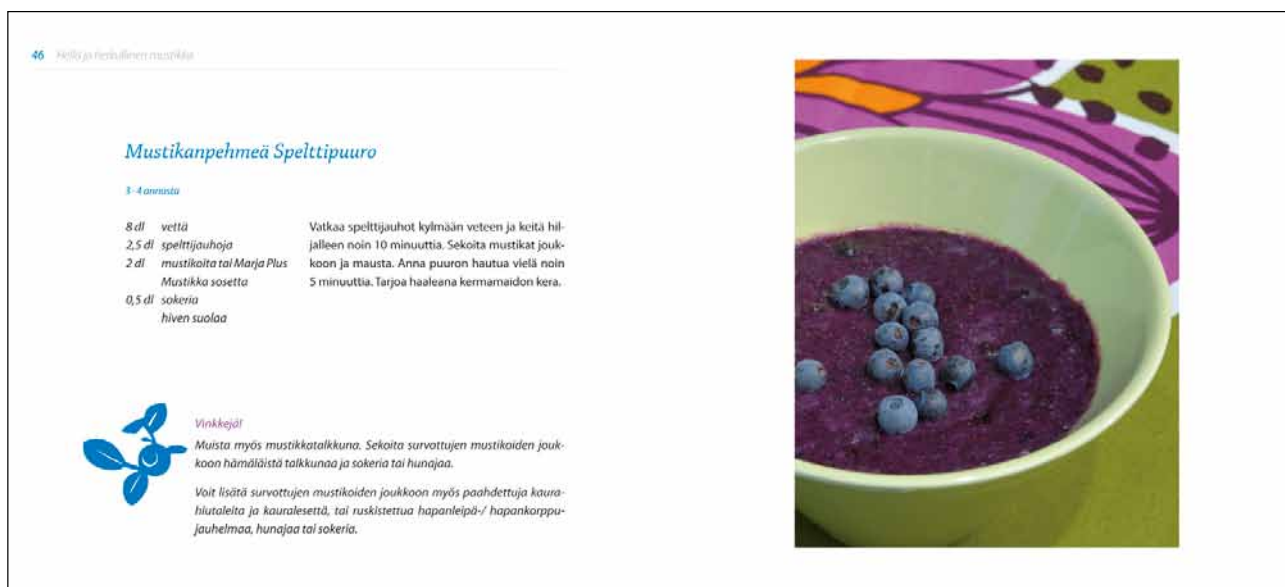 46 Hellä ja herkullinen mustikka
Mustikanpehmeä Spelttipuuro
3 - 4 annosta
8 dl vettä
2,5 dl spelttijauhoja
2 dl mustikoita tai Marja Plus
Mustikka sosetta
0,5 dl sokeria
hiven suolaa
Vatkaa spelttijauhot kylmään veteen ja keitä hil-
jalleen noin 10 minuuttia. Sekoita mustikat jouk-
koon ja mausta. Anna puuron hautua vielä noin
5 minuuttia. Tarjoa haaleana kermamaidon kera.
Vinkkejä!
Muista myös mustikkatalkkuna. Sekoita survottujen mustikoiden jouk-
koon hämäläistä talkkunaa ja sokeria tai hunajaa.
Voit lisätä survottujen mustikoiden joukkoon myös paahdettuja kaura-
hiutaleita ja kauralesettä, tai ruskistettua hapanleipä-/ hapankorppu-
jauhelmaa, hunajaa tai sokeria.